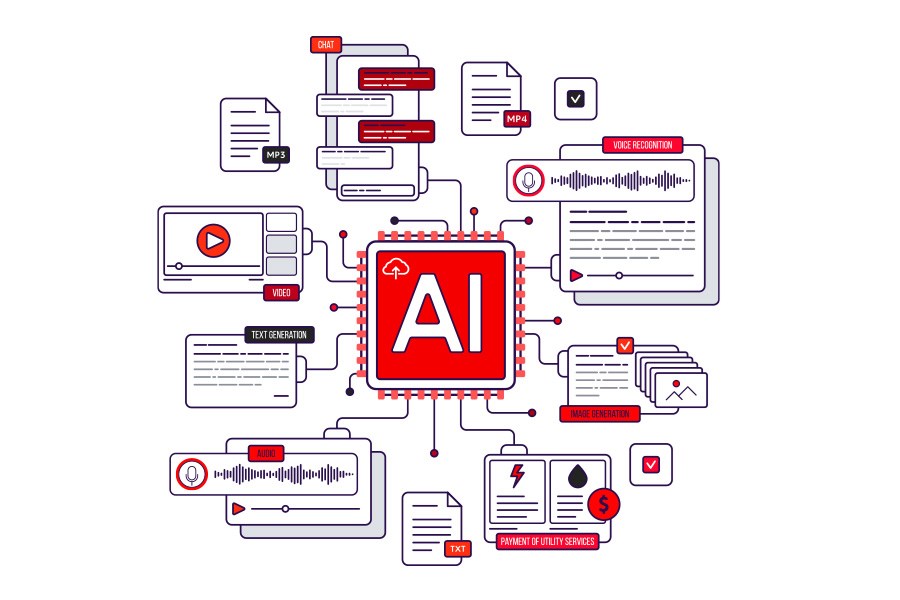 CHAT
MP4
MP3
VOICE RECOGNITION
VIDEO
AI
TEXT GENERATION
IMAGE GENERATION
AUDIO
PAYMENT OF UTILITY SERVICES
$
TXT